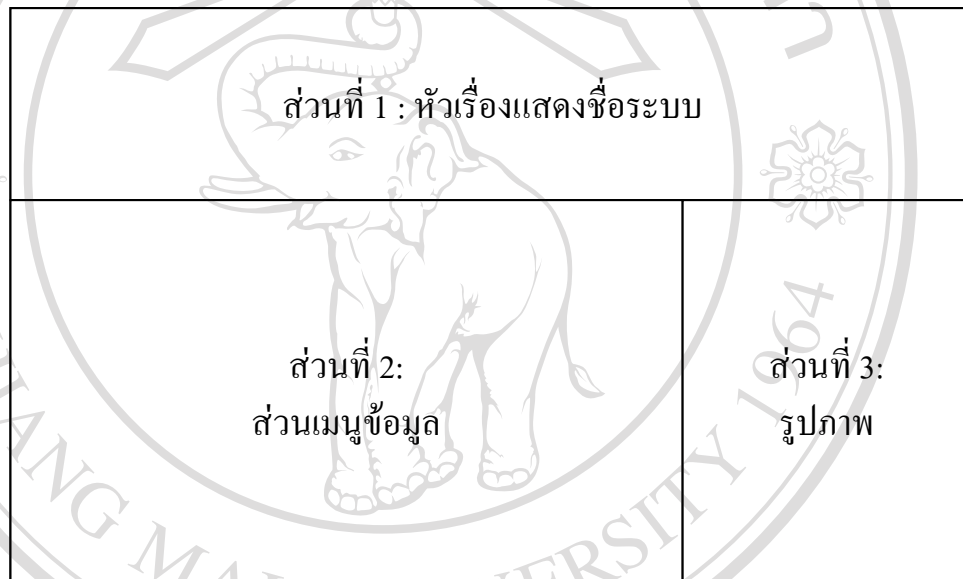 ส่วนที่ 1 : หัวเรื่องแสดงชื่อระบบ
ส่วนที่ 2:
ส่วนเมนูข้อมูล
ส่วนที่ 3:
รูปภาพ
1964